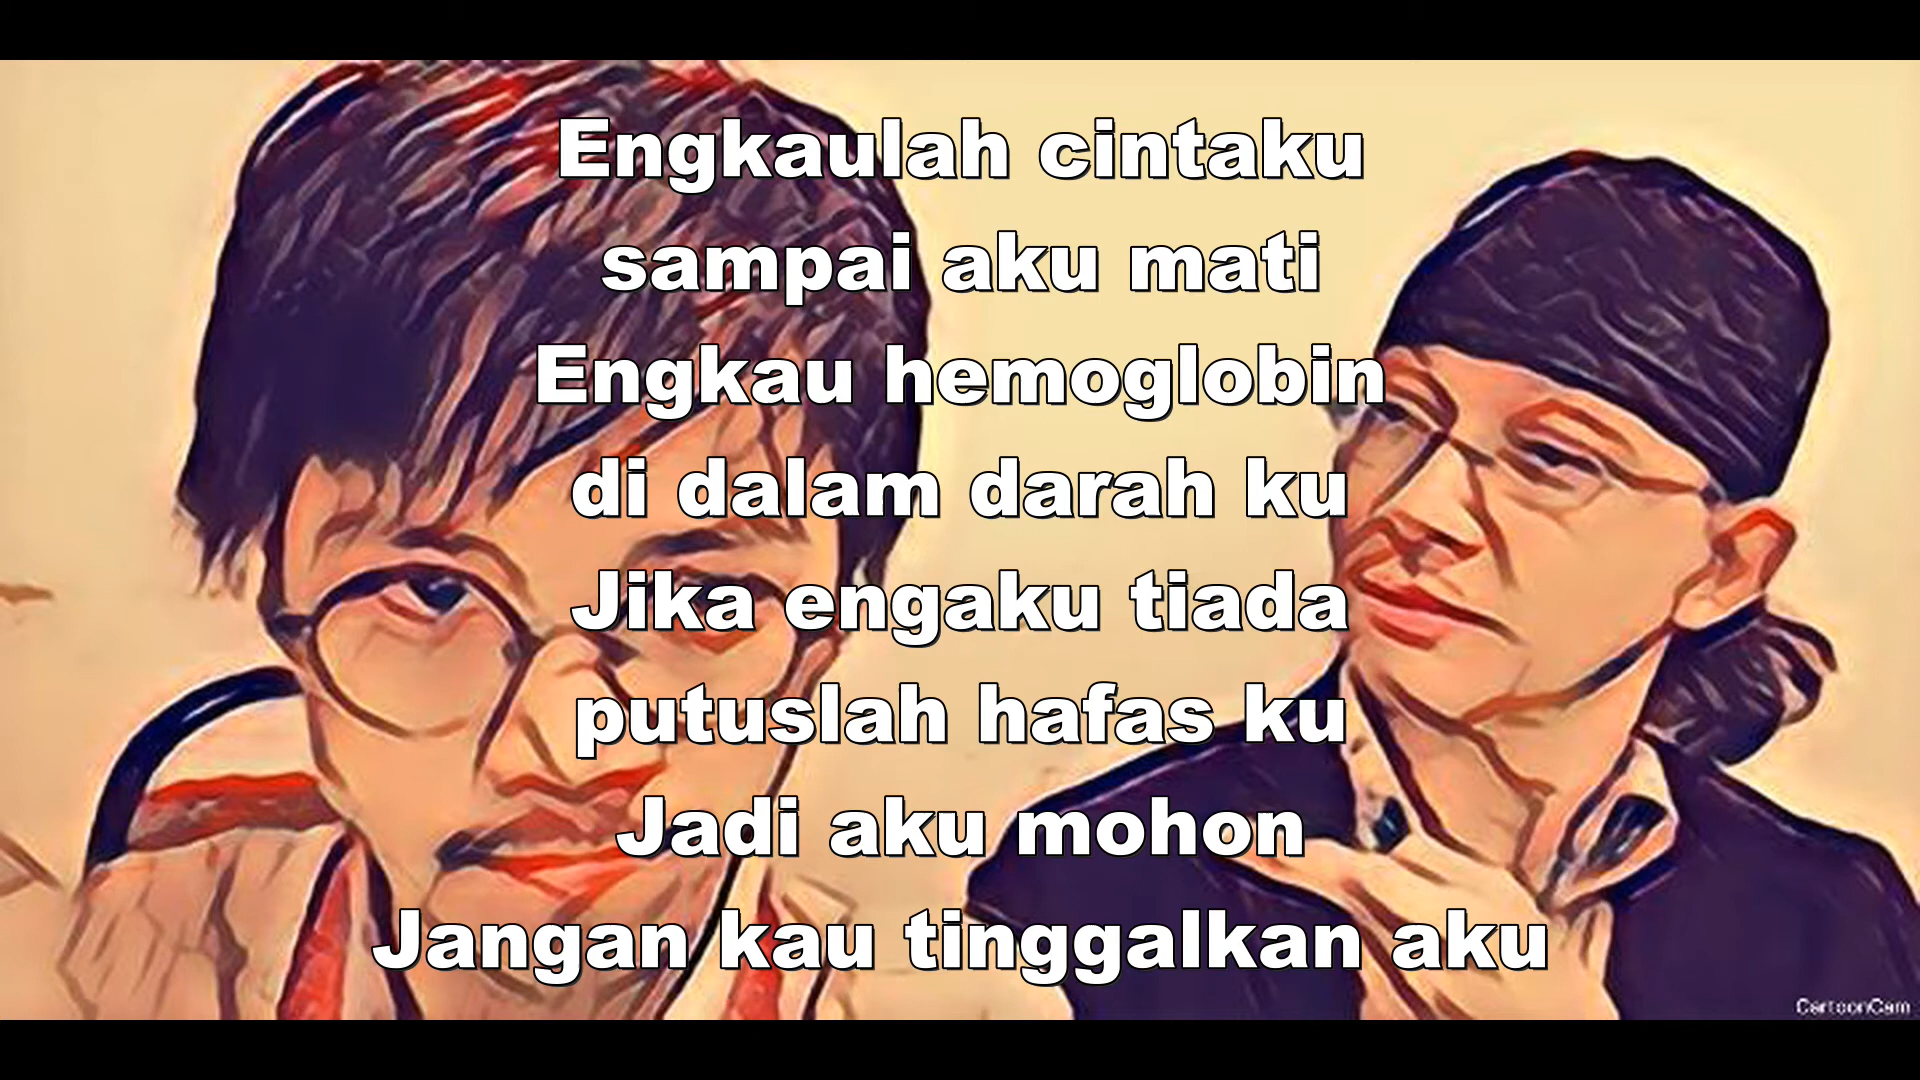 Engkaulah cintaku
sampai aku mati
Engkau hemoglobin
di dalam darah ku
Jika engaku tiada
putuslah hafas ku
Jadi aku mohon
Jangan kau tinggalkan aku
CartoonCam